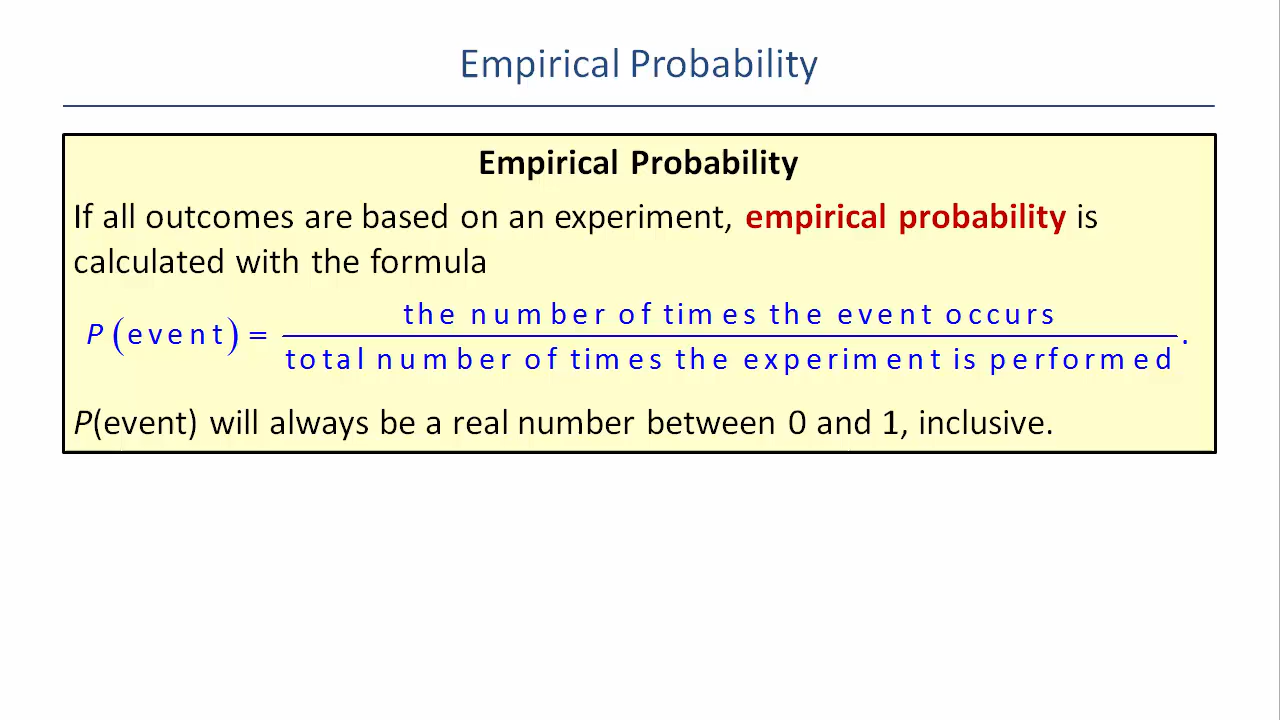 Empirical Probability
Empirical Probability
If all outcomes are based on an experiment, empirical probability is
calculated with the formula
P(event) = the number of times the event occurs
total number of times the experiment is performed.
P(event) will always be a real number between 0 and 1, inclusive.